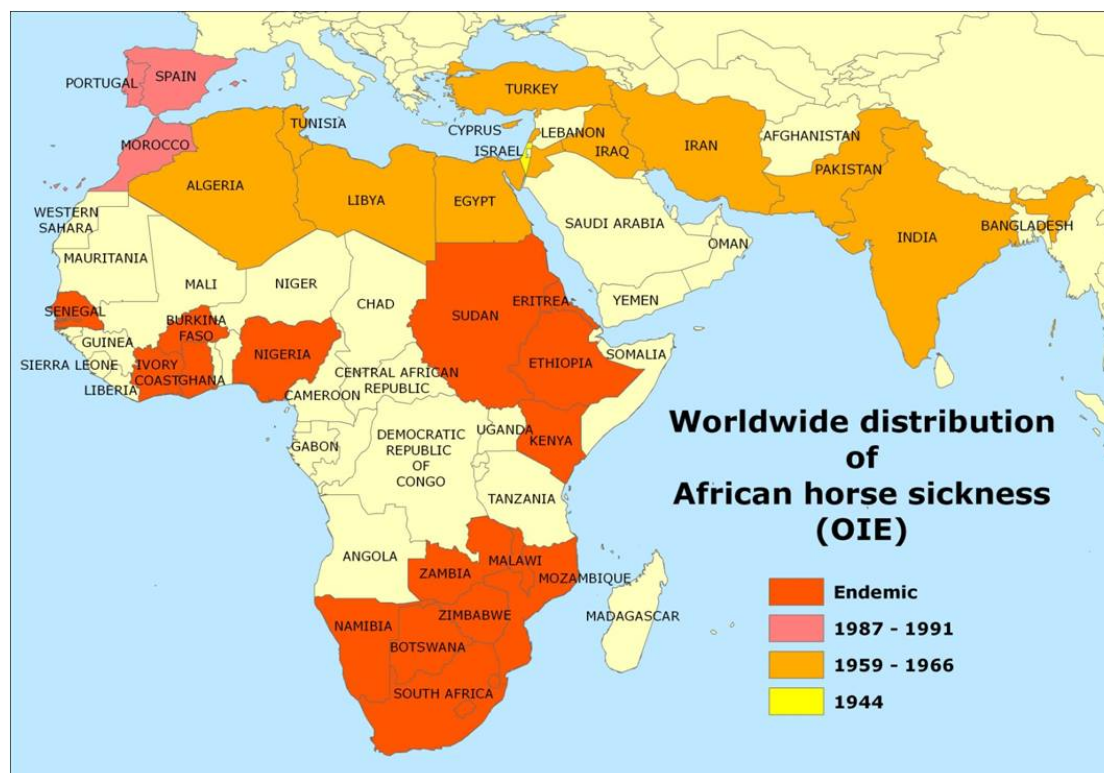 PORTUGAL
SPAIN
TURKEY
MOROCCO
TUNISIA
CYPRUS
LEBANON
AFGHANISTAN
ISRAEL
IRAQ
IRAN
PAKISTAN
ALGERIA
LIBYA
EGYPT
WESTERN
SAHARA
SAUDI ARABIA
OMAN
INDIA
BANGLADESH
MAURITANIA
MALI
NIGER
CHAD
SUDAN
ERITREA
YEMEN
SENEGAL
BURKINA
FASO
GUINEA
NIGERIA
ETHIOPIA
SOMALIA
SIERRA LEONE
IVORY
COAST
GHANA
LIBERIA
CENTRAL AFRICAN
REPUBLIC
CAMEROON
GABON
DEMOCRATIC
REPUBLIC
OF
CONGO
UGANDA
KENYA
TANZANIA
ANGOLA
ZAMBIA
MALAWI
MOZAMBIQUE
MADAGASCAR
NAMIBIA
ZIMBABWE
BOTSWANA
SOUTH AFRICA
Worldwide distribution
of
African horse sickness
(OIE)
Endemic
1987 - 1991
1959 - 1966
1944